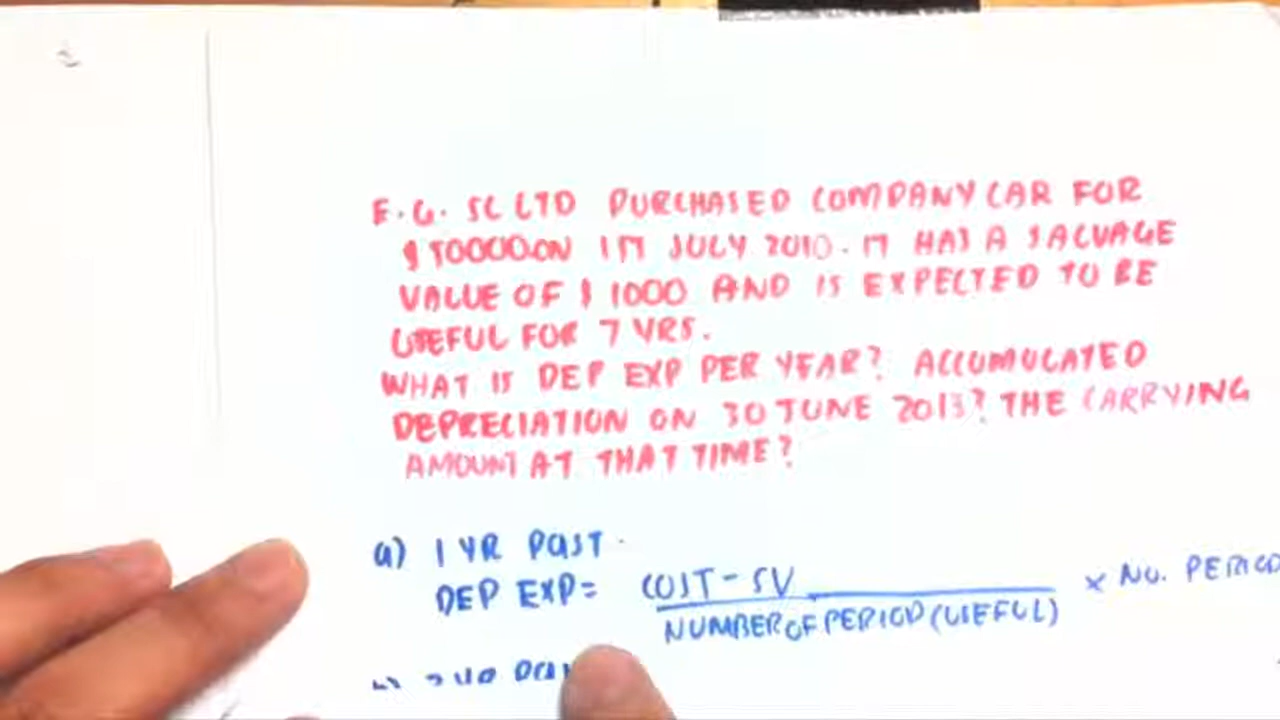 E.G. SC LTD PURCHASED COMPANY CAR FOR
$50000 ON 1ST JULY 2010. IT HAS A SALVAGE
VALUE OF $1000 AND IS EXPECTED TO BE
USEFUL FOR 7 YRS.
WHAT IS DEP EXP PER YEAR? ACCUMULATED
DEPRECIATION ON 30 JUNE 2013? THE CARRYING
AMOUNT AT THAT TIME?
a) 1 YR PAST.
DEP EXP = COST - SV × NO. PERIOD
NUMBER OF PERIOD (USEFUL)